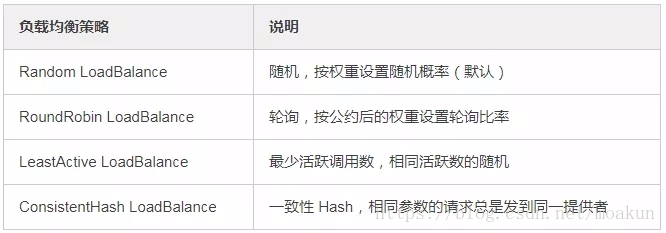 负载均衡策略 说明
Random LoadBalance 随机，按权重设置随机概率（默认）
RoundRobin LoadBalance 轮询，按公约后的权重设置轮询比率
LeastActive LoadBalance 最少活跃调用数，相同活跃数的随机
ConsistentHash LoadBalance 一致性 Hash，相同参数的请求总是发到同一提供者
https://blog.csdn.net/moakun